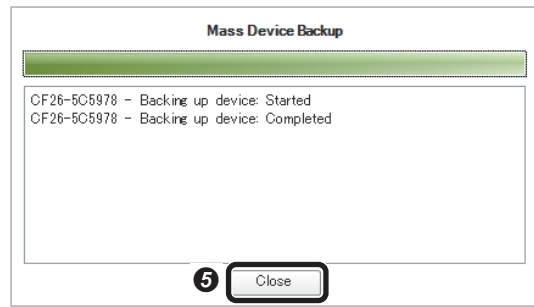 Mass Device Backup
CF26-5C5978 - Backing up device: Started
CF26-5C5978 - Backing up device: Completed
5 Close